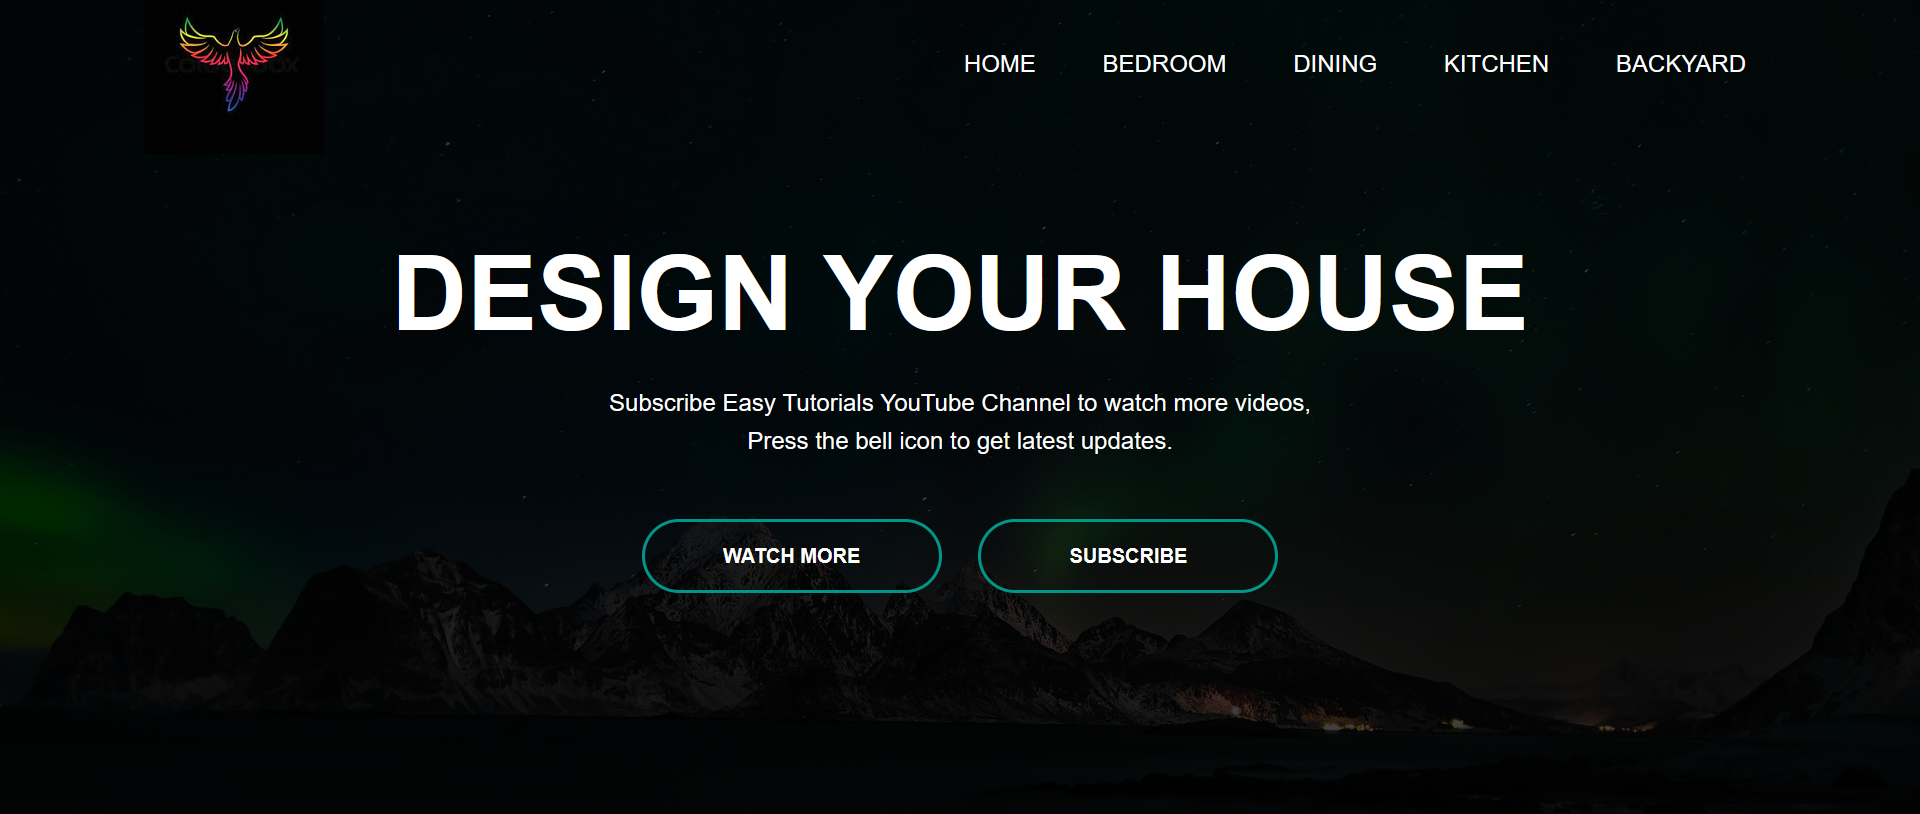 HOME BEDROOM DINING KITCHEN BACKYARD
DESIGN YOUR HOUSE
Subscribe Easy Tutorials YouTube Channel to watch more videos,
Press the bell icon to get latest updates.
WATCH MORE SUBSCRIBE